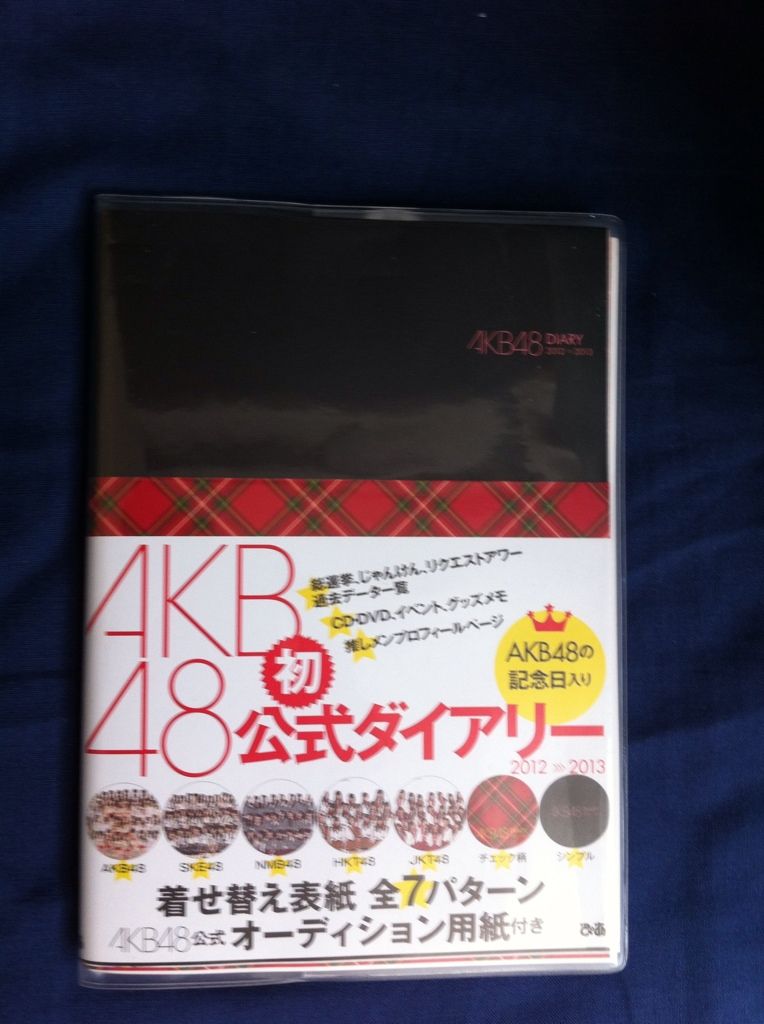 AKB48 DIARY
2012-2013
AKB
48
総選挙、じゃんけん、リクエストアワー
過去データ一覧
CD・DVD、イベント、グッズメモ
推しメンプロフィールページ
AKB48の
記念日入り
初
公式ダイアリー
2012 >>> 2013
AKB48 SKE48 NMB48 HKT48 JKT48 チェック柄 シンプル
着せ替え表紙 全7パターン
AKB48公式オーディション用紙付き
ぴあ